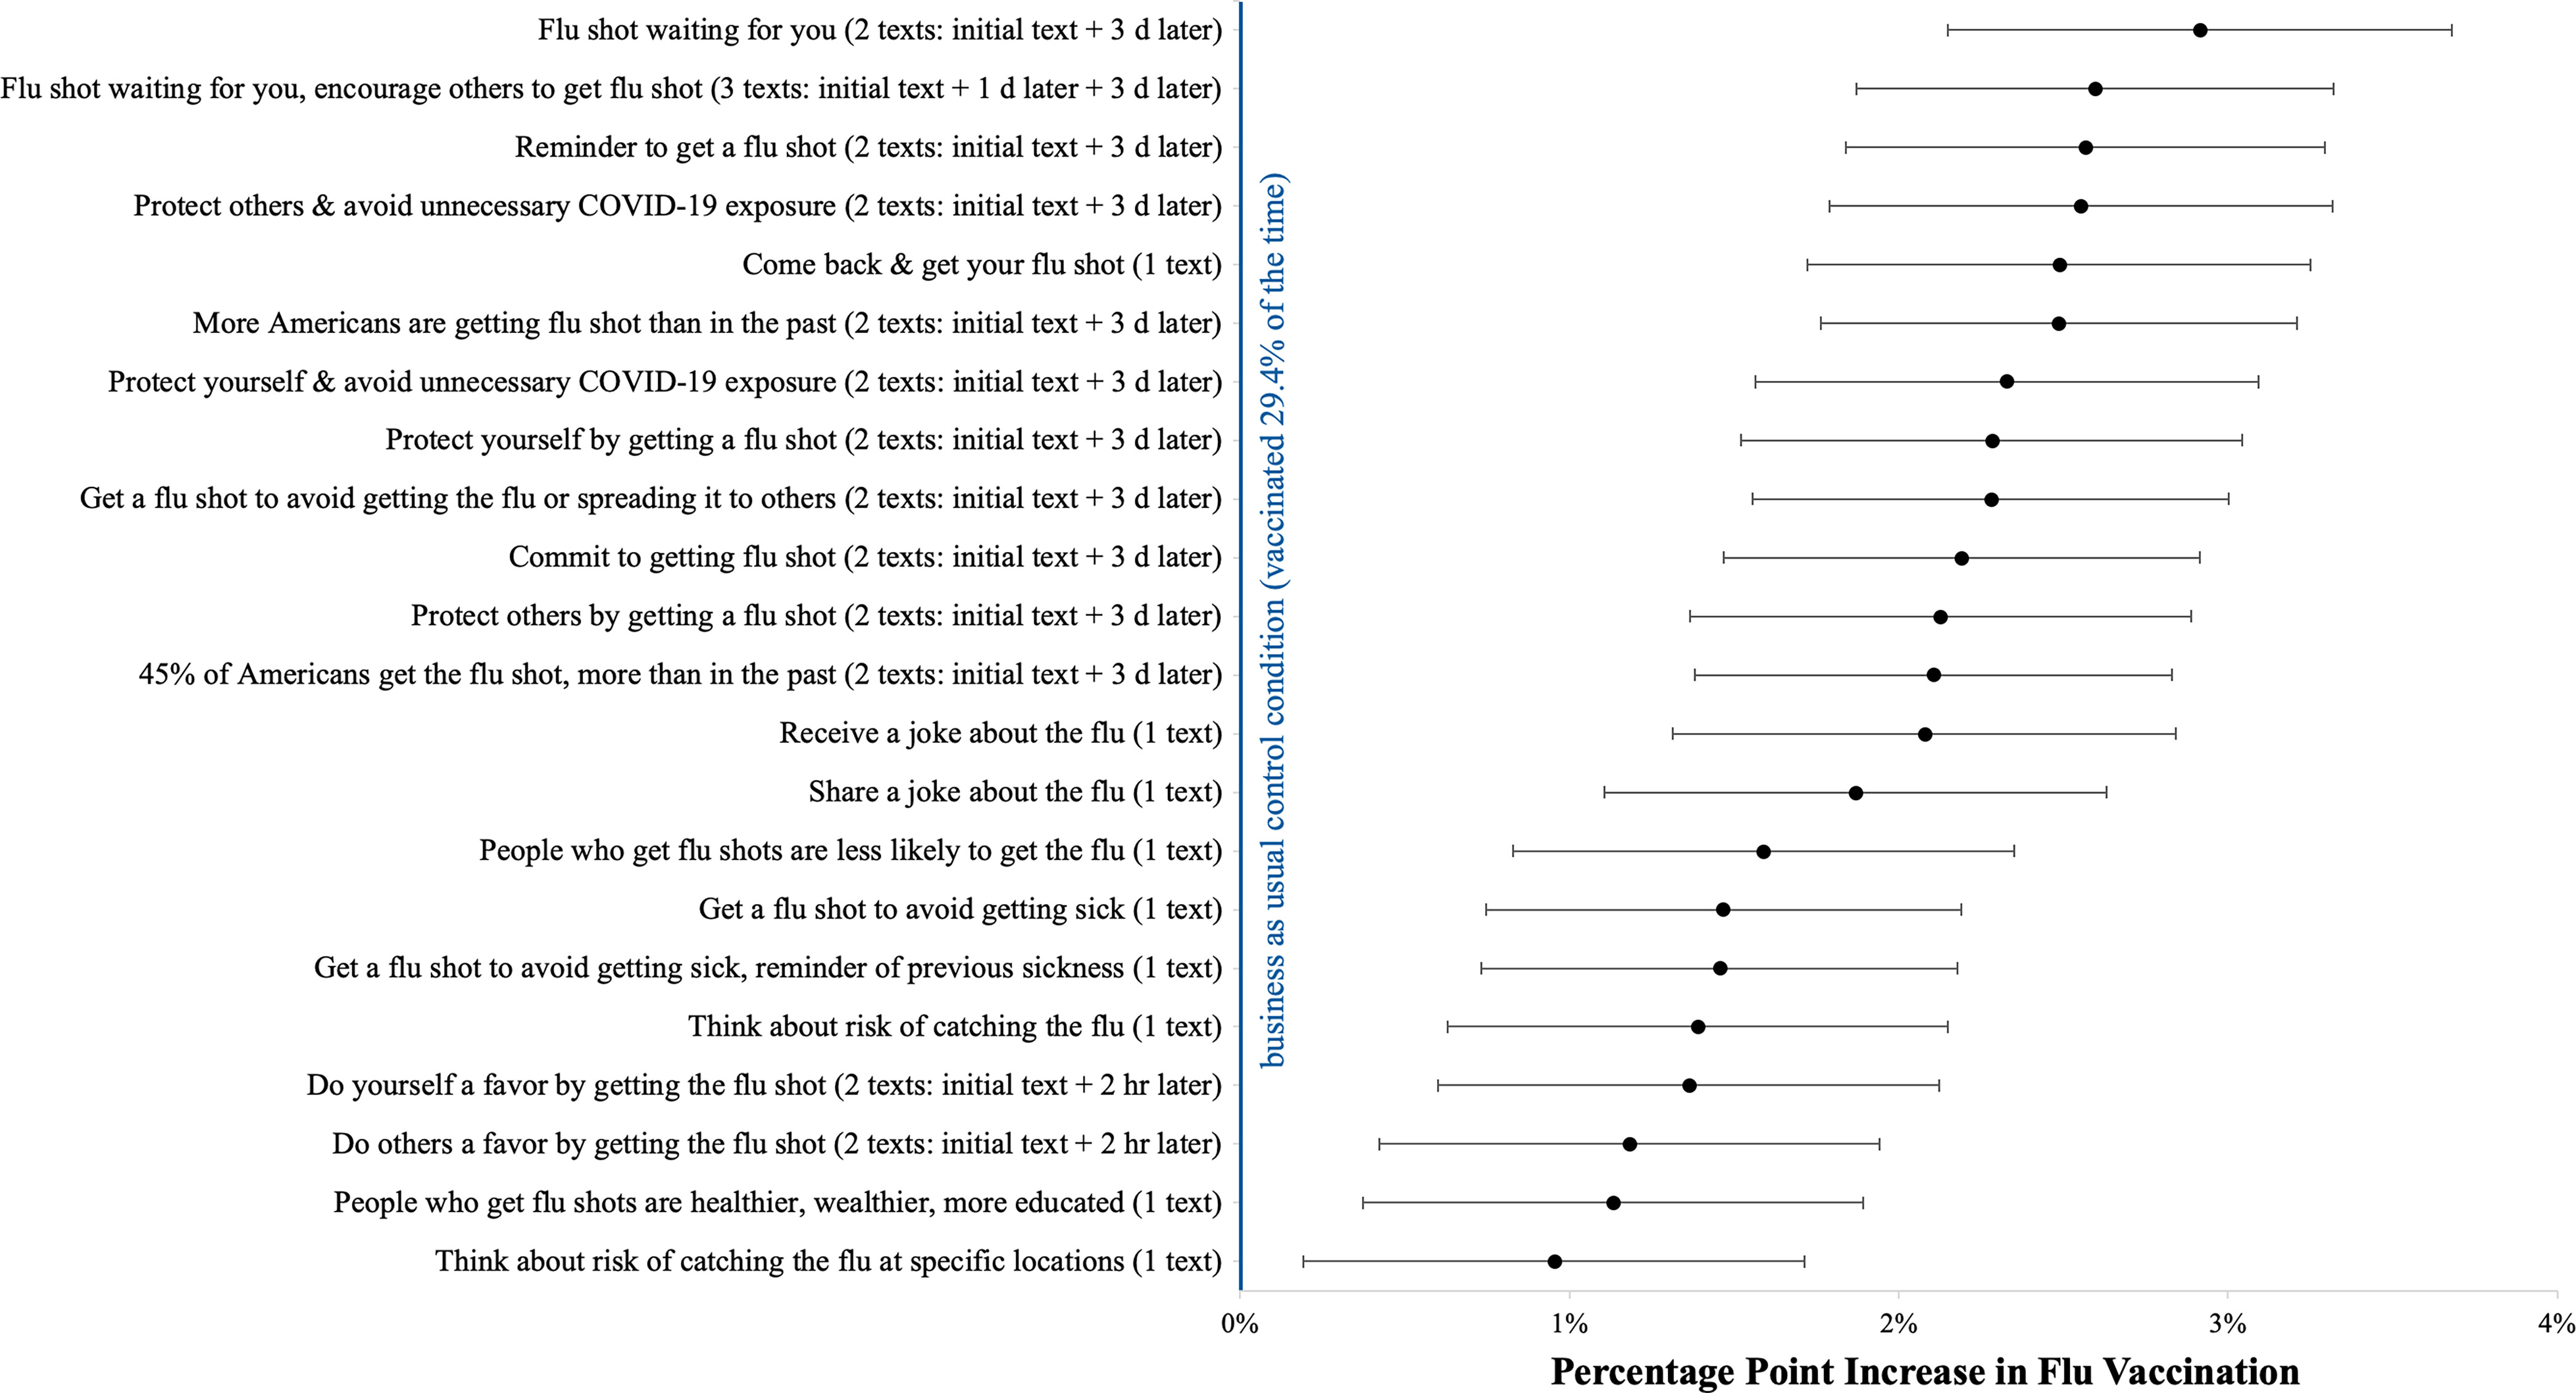 Flu shot waiting for you (2 texts: initial text + 3 d later)
Flu shot waiting for you, encourage others to get flu shot (3 texts: initial text + 1 d later + 3 d later)
Reminder to get a flu shot (2 texts: initial text + 3 d later)
Protect others & avoid unnecessary COVID-19 exposure (2 texts: initial text + 3 d later)
Come back & get your flu shot (1 text)
More Americans are getting flu shot than in the past (2 texts: initial text + 3 d later)
Protect yourself & avoid unnecessary COVID-19 exposure (2 texts: initial text + 3 d later)
Protect yourself by getting a flu shot (2 texts: initial text + 3 d later)
Get a flu shot to avoid getting the flu or spreading it to others (2 texts: initial text + 3 d later)
Commit to getting flu shot (2 texts: initial text + 3 d later)
Protect others by getting a flu shot (2 texts: initial text + 3 d later)
45% of Americans get the flu shot, more than in the past (2 texts: initial text + 3 d later)
Receive a joke about the flu (1 text)
Share a joke about the flu (1 text)
People who get flu shots are less likely to get the flu (1 text)
Get a flu shot to avoid getting sick (1 text)
Get a flu shot to avoid getting sick, reminder of previous sickness (1 text)
Think about risk of catching the flu (1 text)
Do yourself a favor by getting the flu shot (2 texts: initial text + 2 hr later)
Do others a favor by getting the flu shot (2 texts: initial text + 2 hr later)
People who get flu shots are healthier, wealthier, more educated (1 text)
Think about risk of catching the flu at specific locations (1 text)
business as usual control condition (vaccinated 29.4% of the time)
0% 1% 2% 3% 4%
Percentage Point Increase in Flu Vaccination